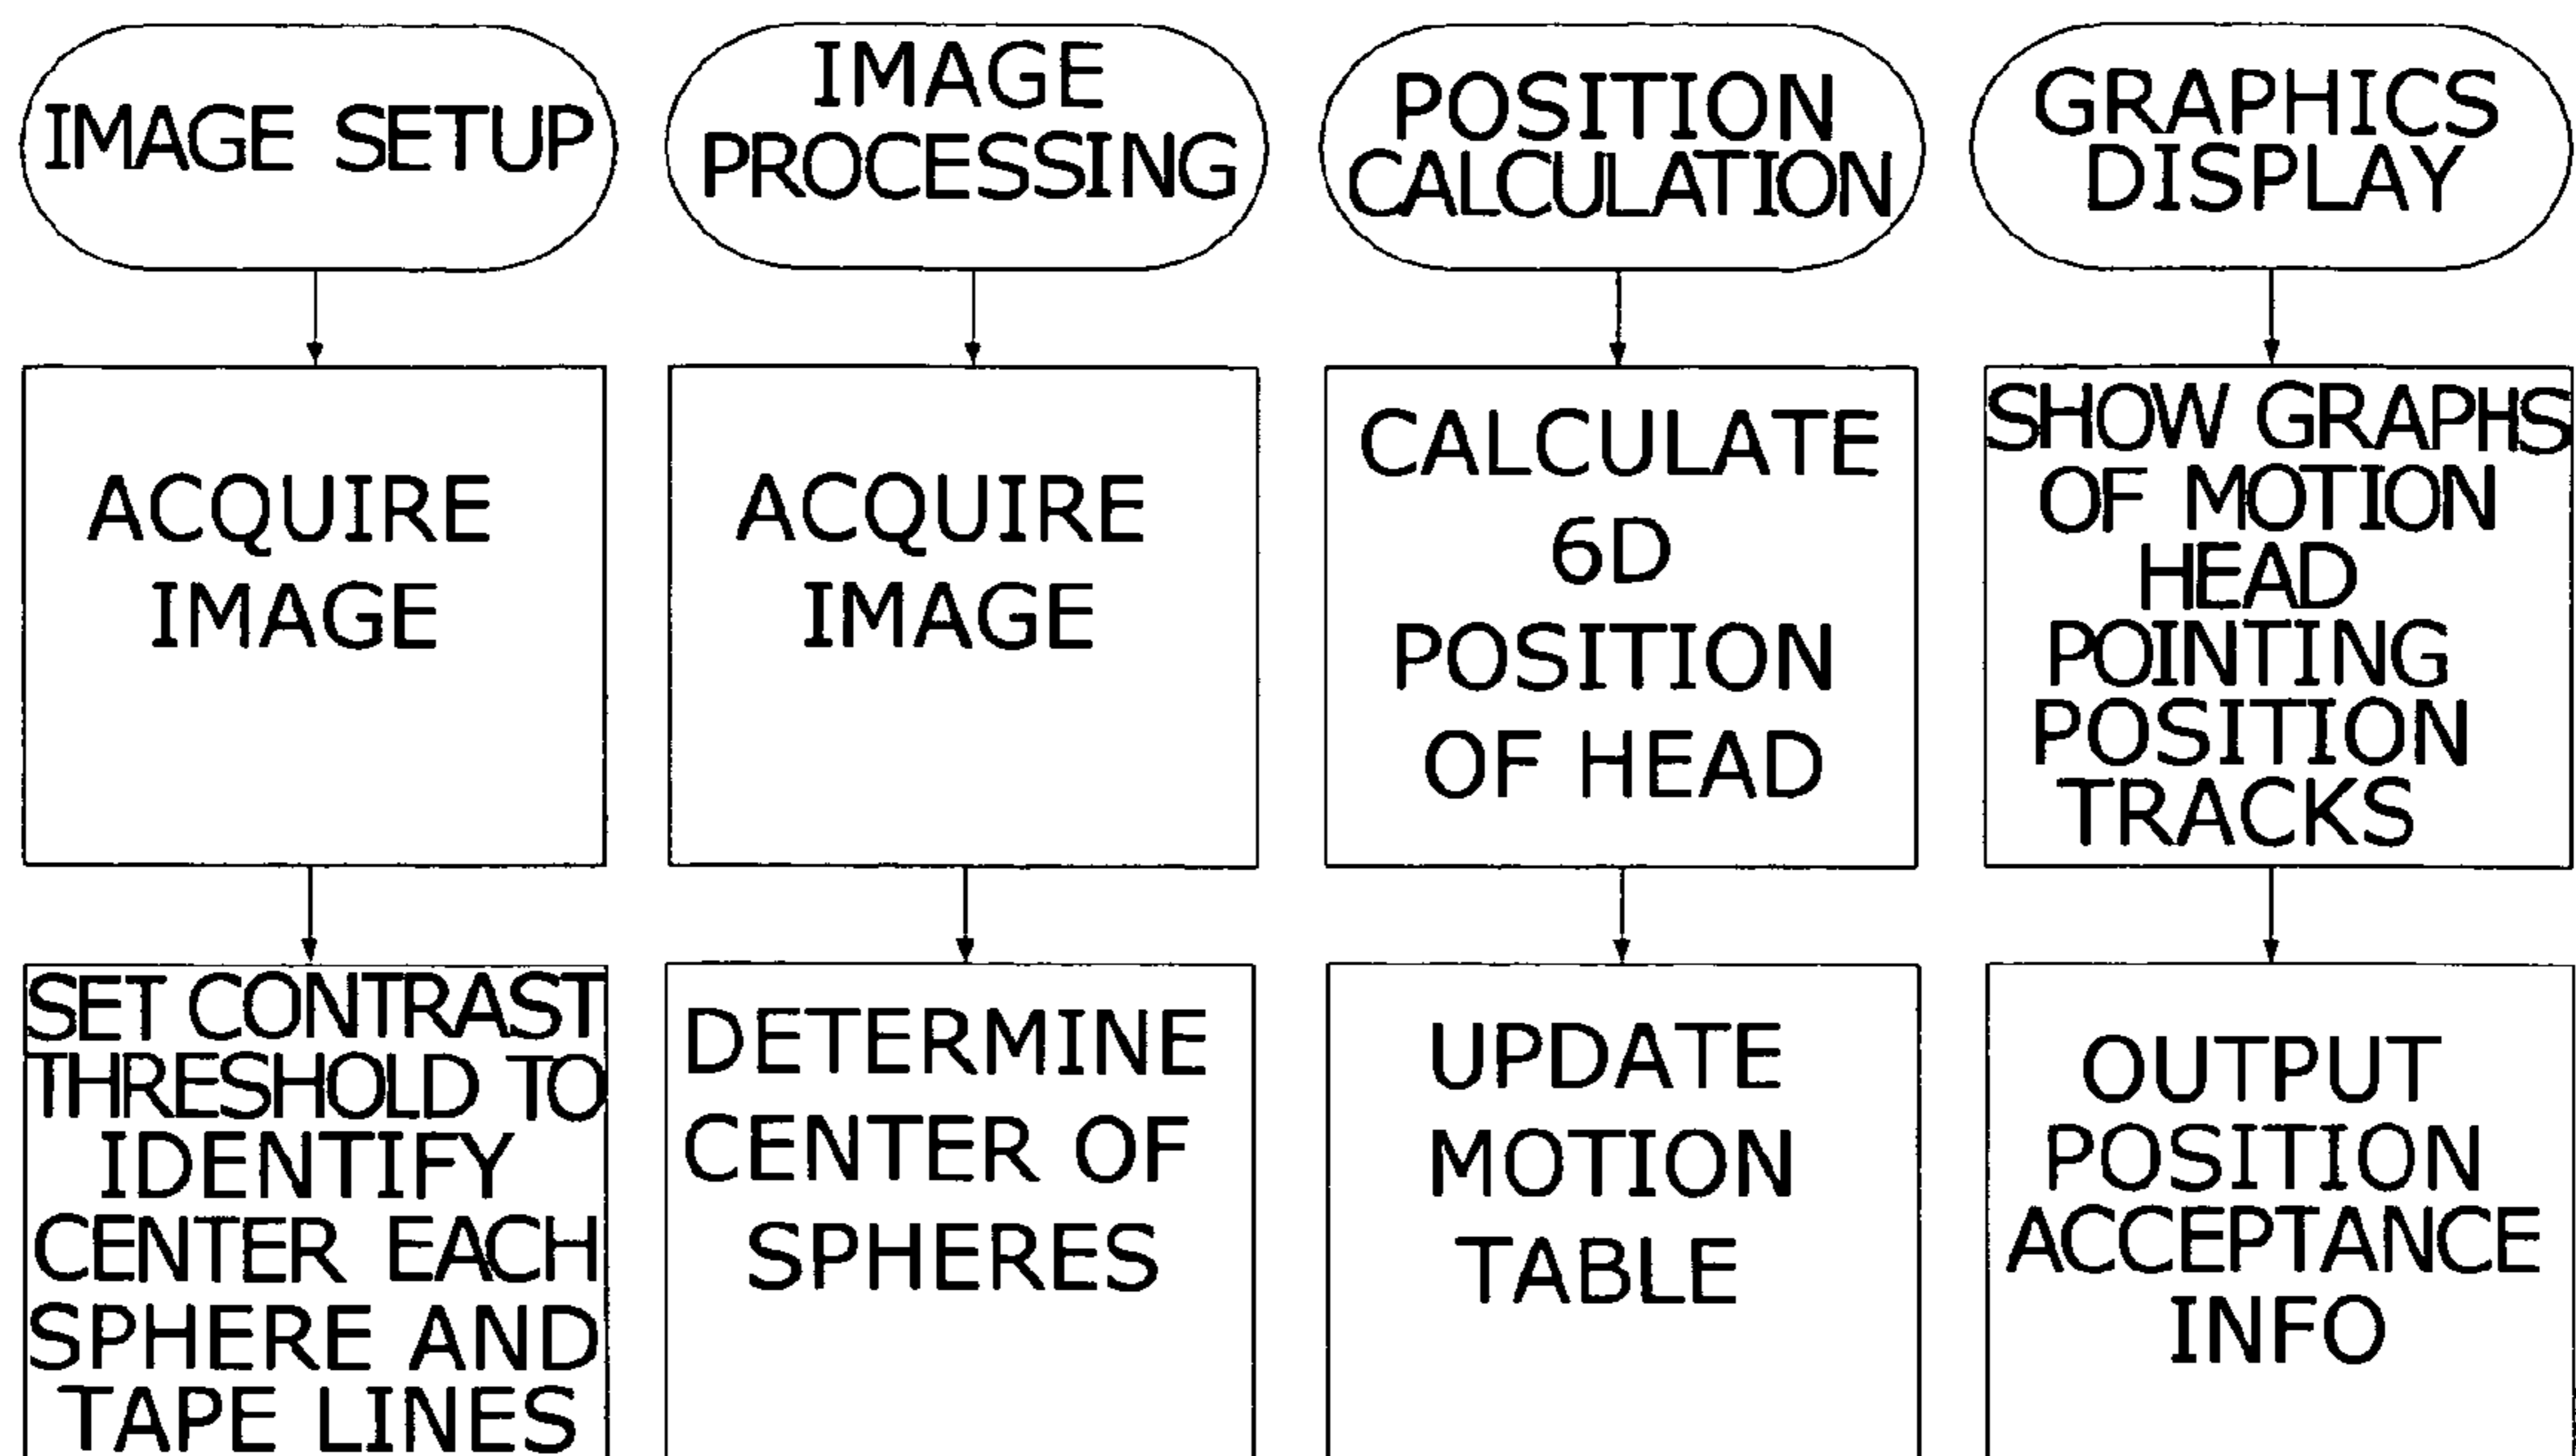 IMAGE SETUP
IMAGE
PROCESSING
POSITION
CALCULATION
GRAPHICS
DISPLAY
ACQUIRE
IMAGE
ACQUIRE
IMAGE
CALCULATE
6D
POSITION
OF HEAD
SHOW GRAPHS
OF MOTION
HEAD
POINTING
POSITION
TRACKS
SET CONTRAST
THRESHOLD TO
IDENTIFY
CENTER EACH
SPHERE AND
TAPE LINES
DETERMINE
CENTER OF
SPHERES
UPDATE
MOTION
TABLE
OUTPUT
POSITION
ACCEPTANCE
INFO